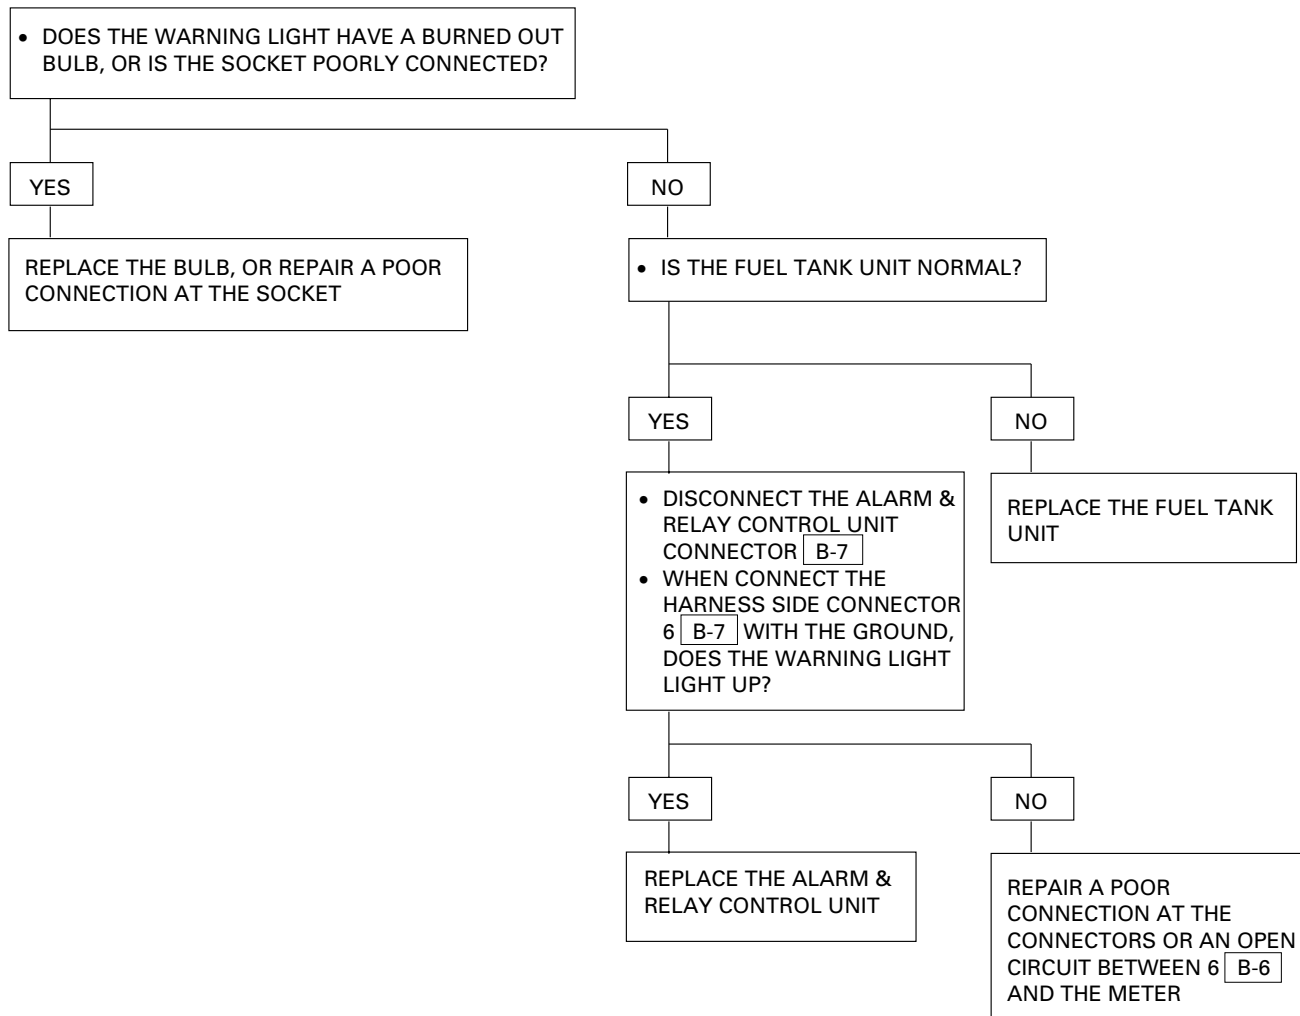 • DOES THE WARNING LIGHT HAVE A BURNED OUT
BULB, OR IS THE SOCKET POORLY CONNECTED?
YES
NO
REPLACE THE BULB, OR REPAIR A POOR
CONNECTION AT THE SOCKET
• IS THE FUEL TANK UNIT NORMAL?
YES
NO
• DISCONNECT THE ALARM &
RELAY CONTROL UNIT
CONNECTOR B-7
• WHEN CONNECT THE
HARNESS SIDE CONNECTOR
6 B-7 WITH THE GROUND,
DOES THE WARNING LIGHT
LIGHT UP?
REPLACE THE FUEL TANK
UNIT
YES
NO
REPLACE THE ALARM &
RELAY CONTROL UNIT
REPAIR A POOR
CONNECTION AT THE
CONNECTORS OR AN OPEN
CIRCUIT BETWEEN 6 B-6
AND THE METER